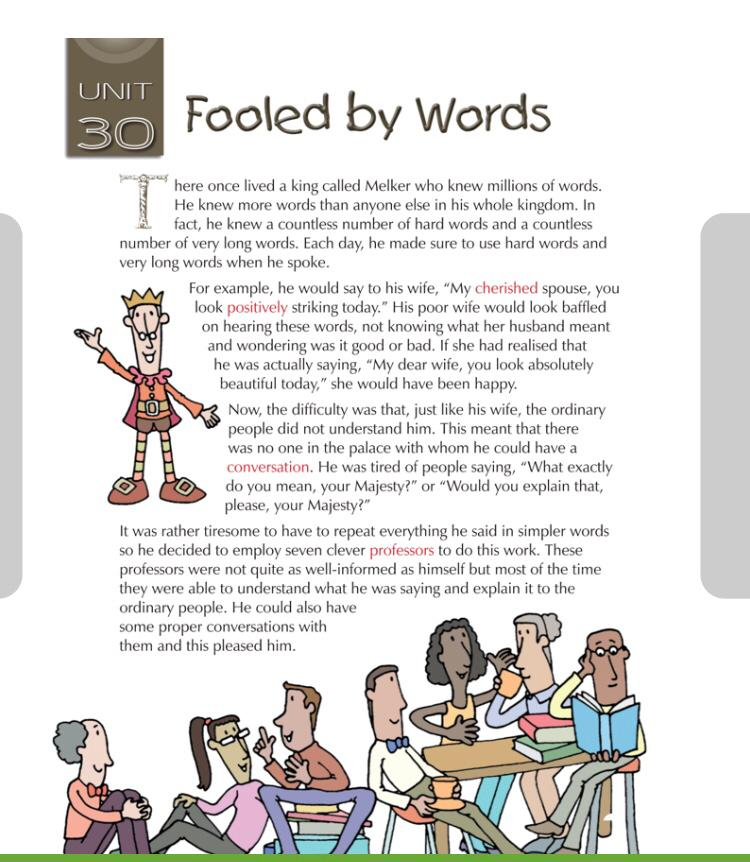 UNIT
30
Fooled by Words
There once lived a king called Melker who knew millions of words.
He knew more words than anyone else in his whole kingdom. In
fact, he knew a countless number of hard words and a countless
number of very long words. Each day, he made sure to use hard words and
very long words when he spoke.
For example, he would say to his wife, “My cherished spouse, you
look positively striking today.” His poor wife would look baffled
on hearing these words, not knowing what her husband meant
and wondering was it good or bad. If she had realised that
he was actually saying, “My dear wife, you look absolutely
beautiful today,” she would have been happy.
Now, the difficulty was that, just like his wife, the ordinary
people did not understand him. This meant that there
was no one in the palace with whom he could have a
conversation. He was tired of people saying, “What exactly
do you mean, your Majesty?” or “Would you explain that,
please, your Majesty?”
It was rather tiresome to have to repeat everything he said in simpler words
so he decided to employ seven clever professors to do this work. These
professors were not quite as well-informed as himself but most of the time
they were able to understand what he was saying and explain it to the
ordinary people. He could also have
some proper conversations with
them and this pleased him.